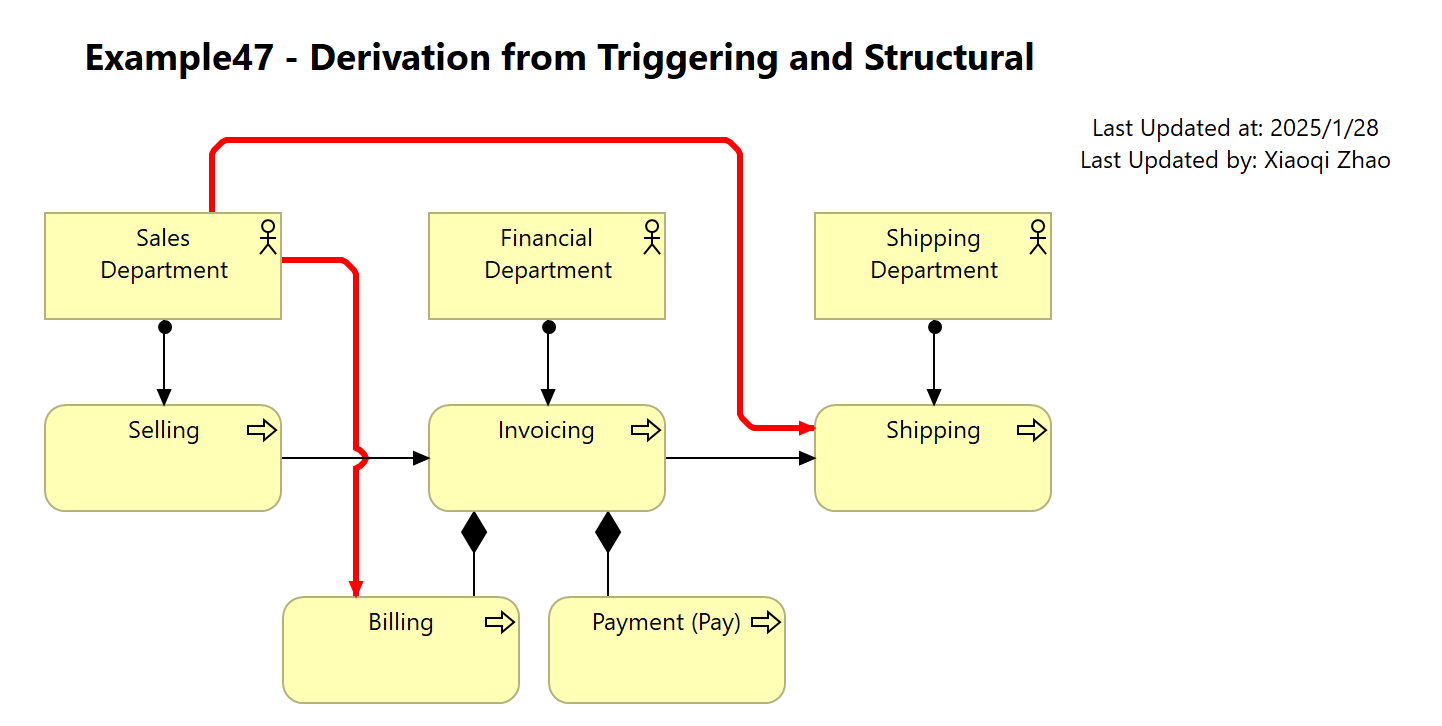 Example47 - Derivation from Triggering and Structural
Last Updated at: 2025/1/28
Last Updated by: Xiaoqi Zhao
Sales
Department
Financial
Department
Shipping
Department
Selling
Invoicing
Shipping
Billing
Payment (Pay)